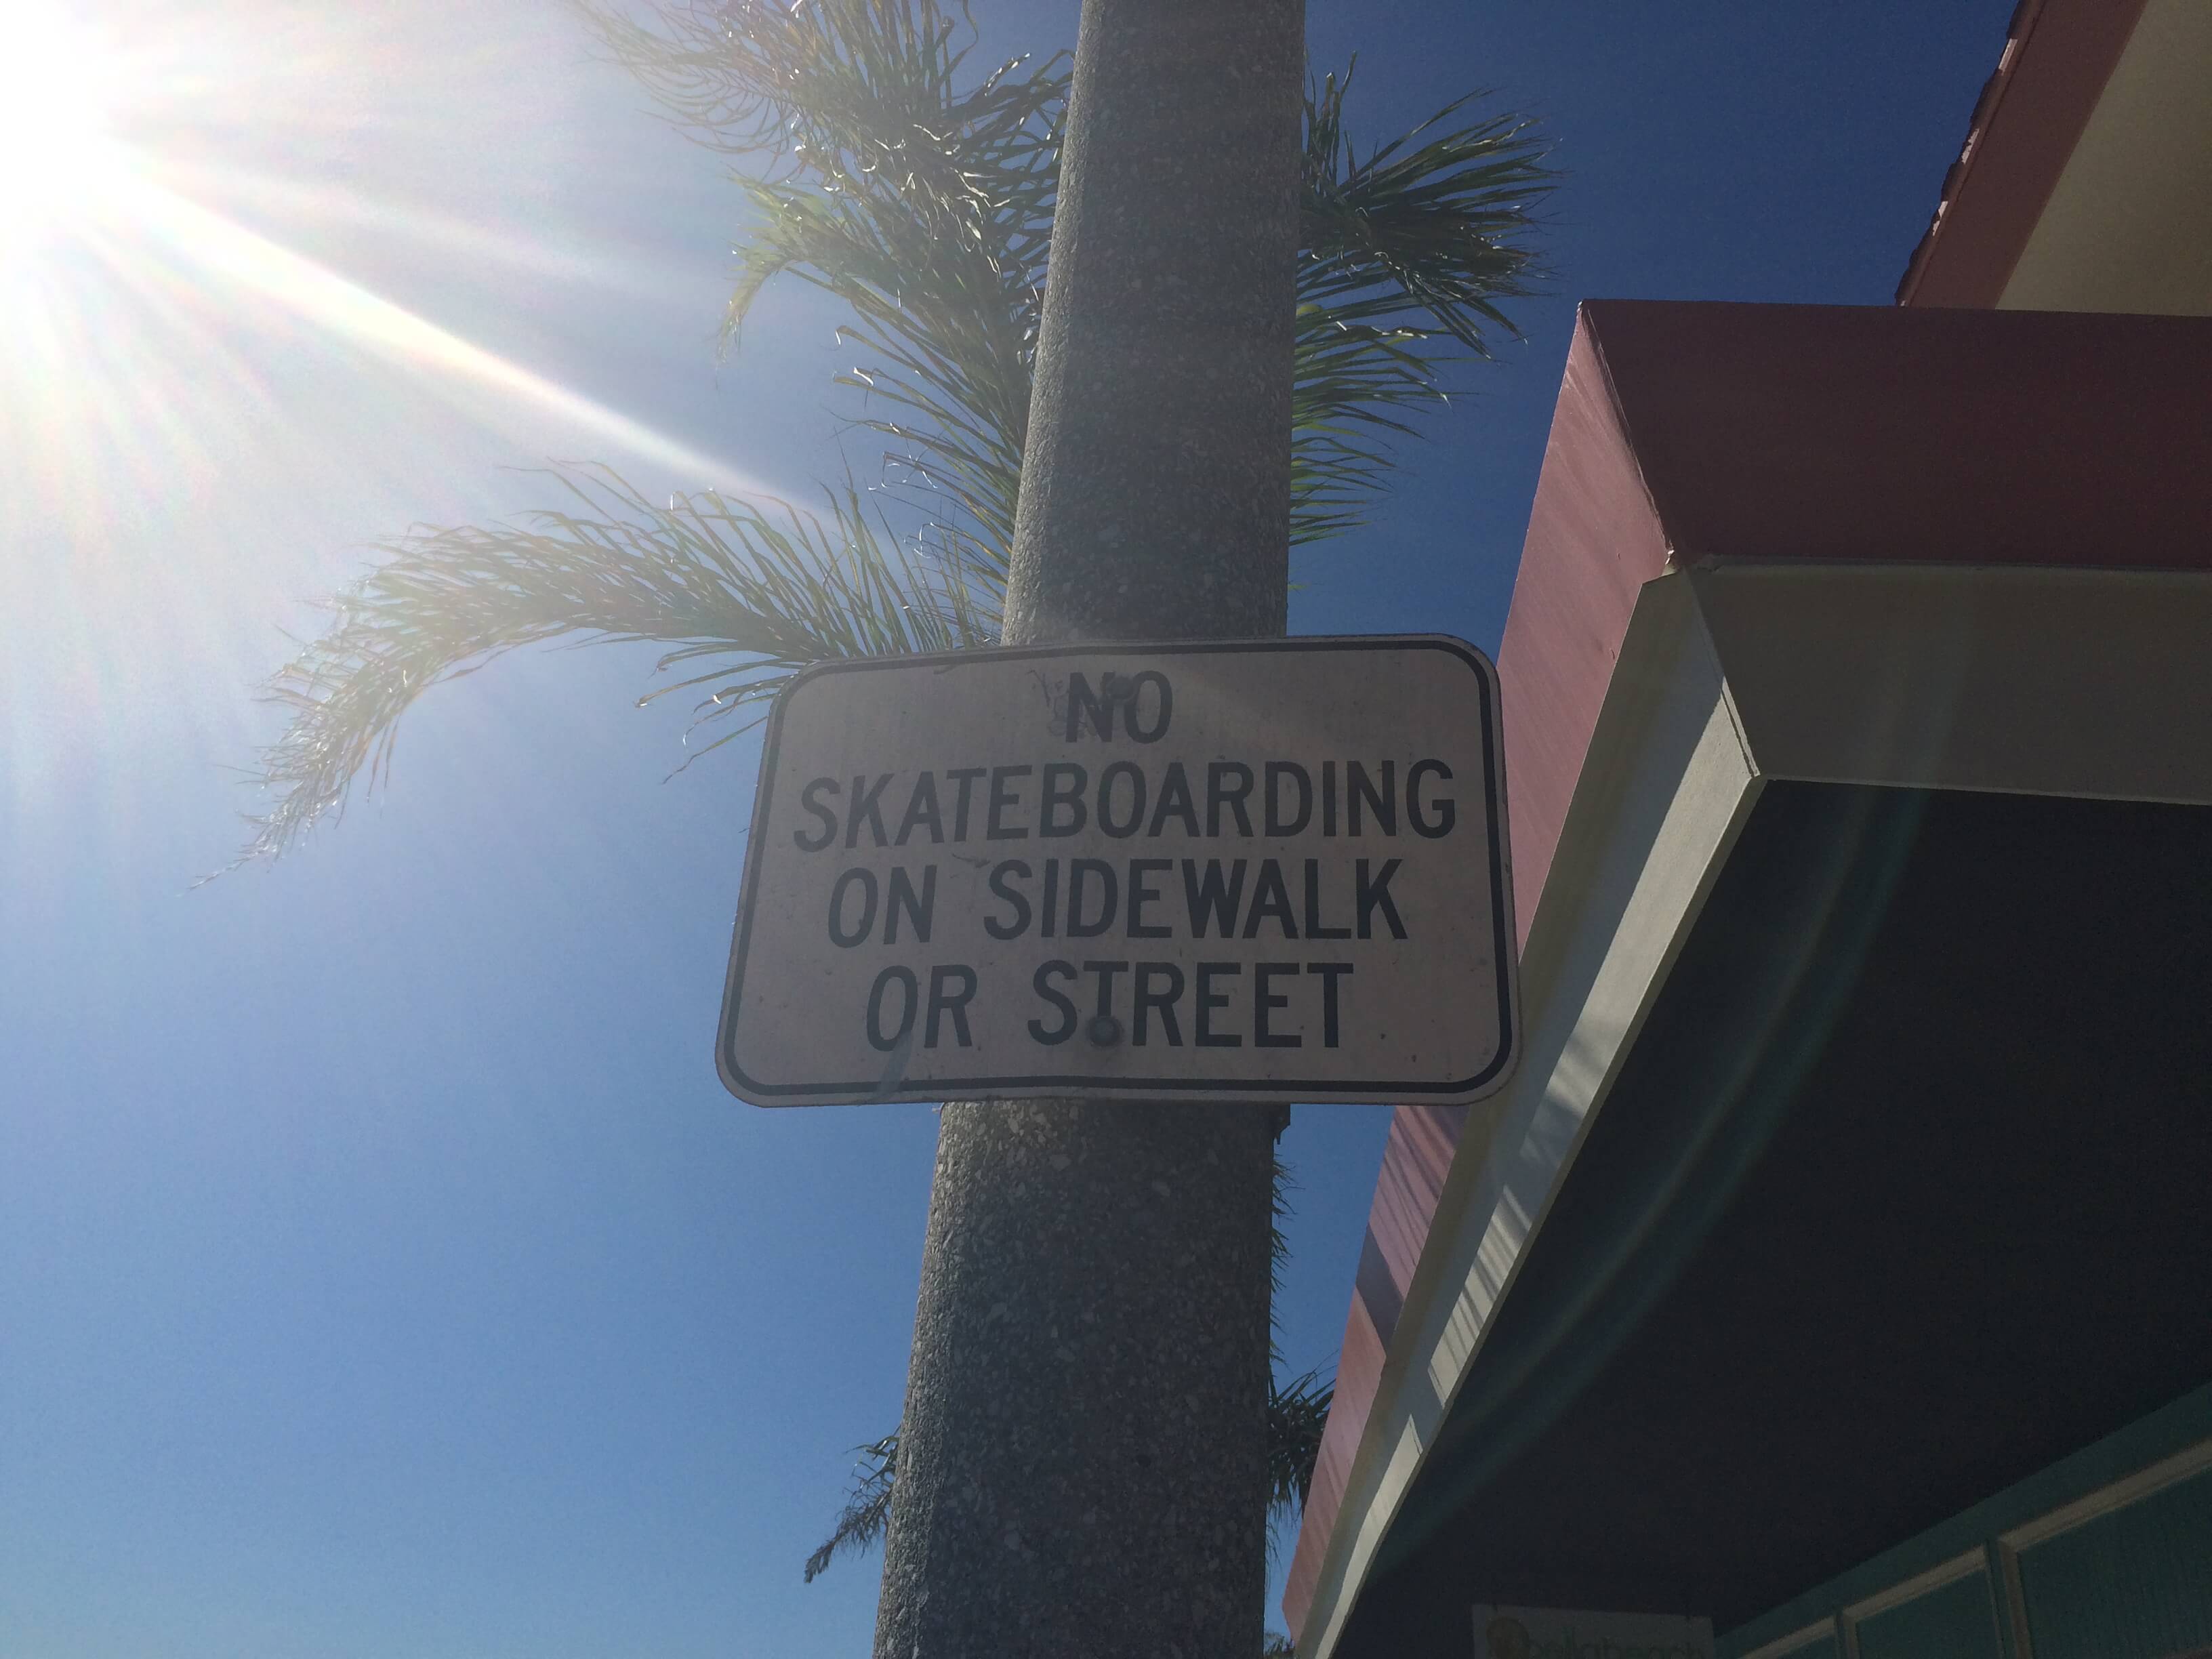 NO
SKATEBOARDING
ON SIDEWALK
OR STREET